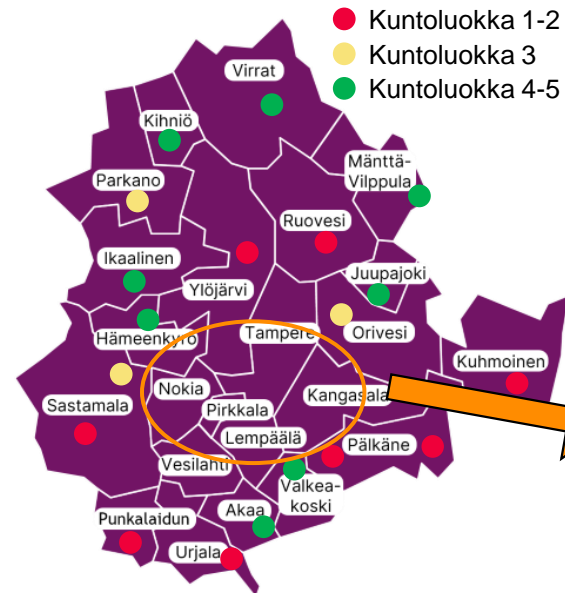 Kuntoluokka 1-2
Kuntoluokka 3
Kuntoluokka 4-5
Virrat
Kihniö
Mänttä-
Vilppula
Parkano
Ruovesi
Ikaalinen
Juupajoki
Ylöjärvi
Hämeenkyrö
Tampere
Orivesi
Kuhmoinen
Nokia
Kangasala
Sastamala
Pirkkala
Lempäälä
Pälkäne
Vesilahti
Valkea-
koski
Akaa
Punkalaidun
Urjala